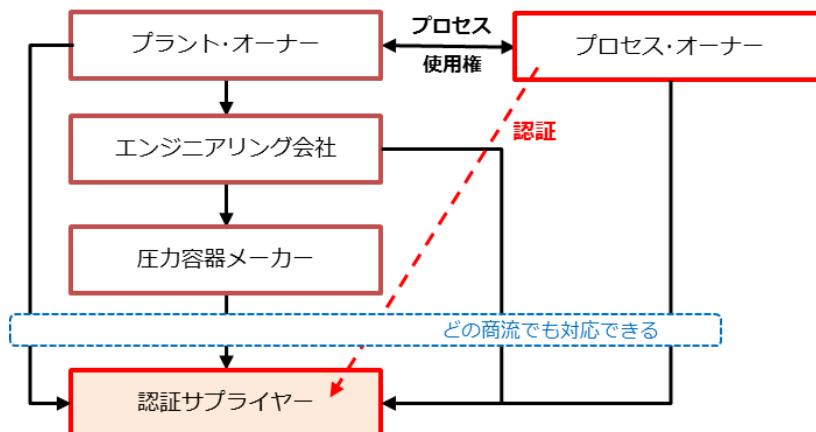 プラント・オーナー
プロセス
使用権
プロセス・オーナー
認証
エンジニアリング会社
圧力容器メーカー
どの商流でも対応できる
認証サプライヤー